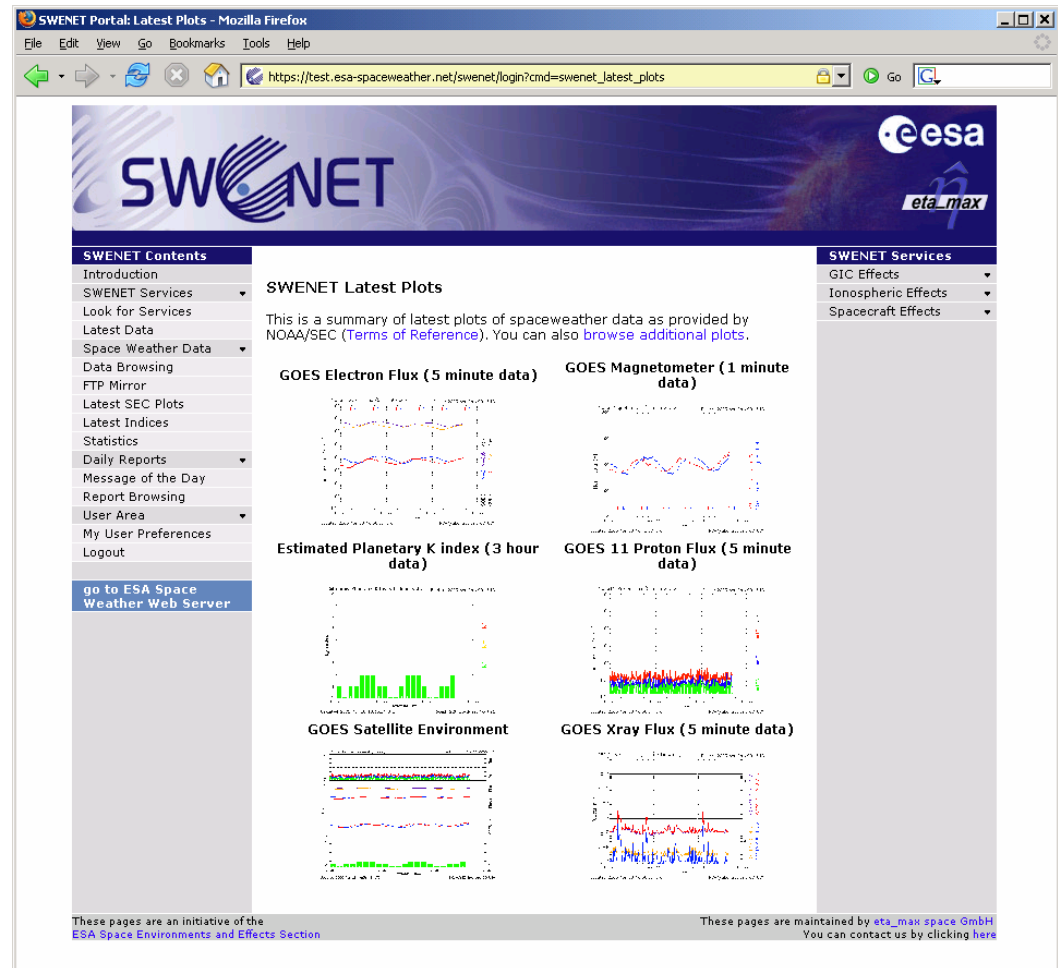 SWENET Portal: Latest Plots - Mozilla Firefox
File Edit View Go Bookmarks Tools Help
https://test.esa-spaceweather.net/swenet/login?cmd=swenet_latest_plots
Go
G
SWENET
esa
eta_max
SWENET Contents
Introduction
SWENET Services
Look for Services
Latest Data
Space Weather Data
Data Browsing
FTP Mirror
Latest SEC Plots
Latest Indices
Statistics
Daily Reports
Message of the Day
Report Browsing
User Area
My User Preferences
Logout
go to ESA Space
Weather Web Server
SWENET Latest Plots
This is a summary of latest plots of spaceweather data as provided by
NOAA/SEC (Terms of Reference). You can also browse additional plots.
GOES Electron Flux (5 minute data)
GOES Magnetometer (1 minute
data)
Estimated Planetary K index (3 hour
data)
GOES 11 Proton Flux (5 minute
data)
GOES Satellite Environment
GOES Xray Flux (5 minute data)
SWENET Services
GIC Effects
Ionospheric Effects
Spacecraft Effects
These pages are an initiative of the
ESA Space Environments and Effects Section
These pages are maintained by eta_max space GmbH
You can contact us by clicking here